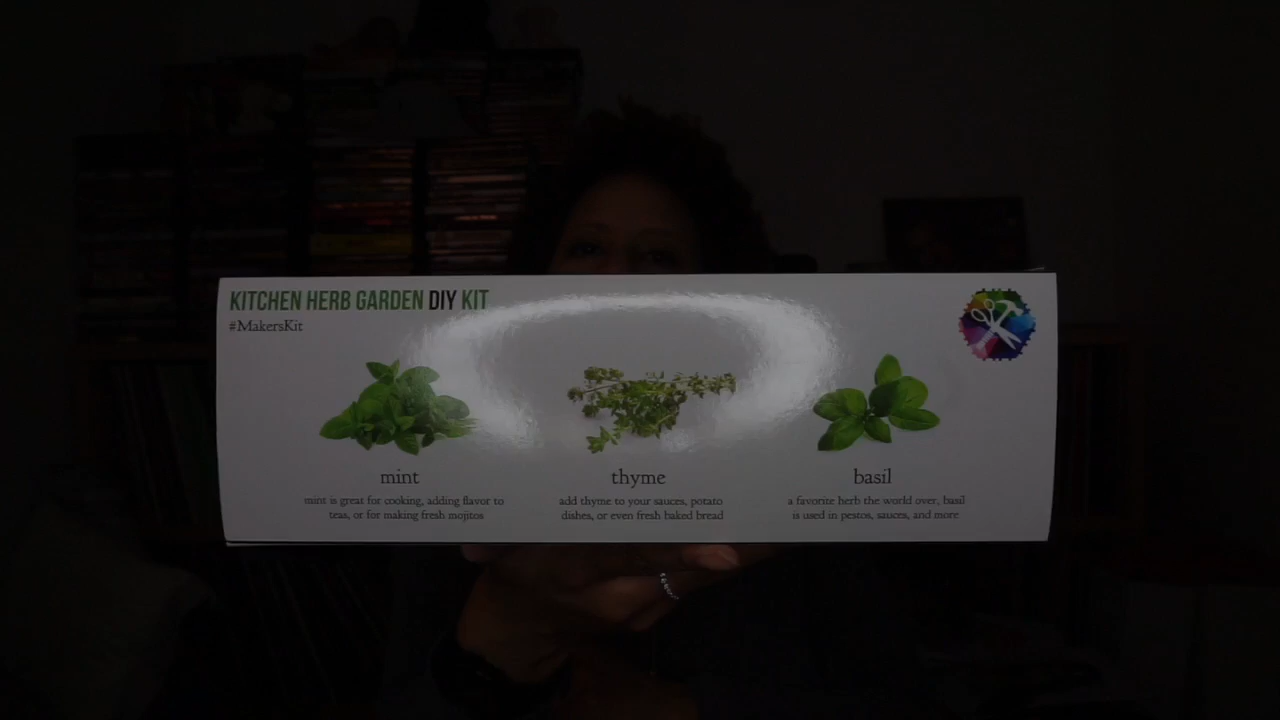 KITCHEN HERB GARDEN DIY KIT
#MakersKit
mint
mint is great for cooking, adding flavor to
teas, or for making fresh mojitos
thyme
add thyme to your sauces, potato
dishes, or even fresh baked bread
basil
a favorite herb the world over, basil
is used in pestos, sauces, and more